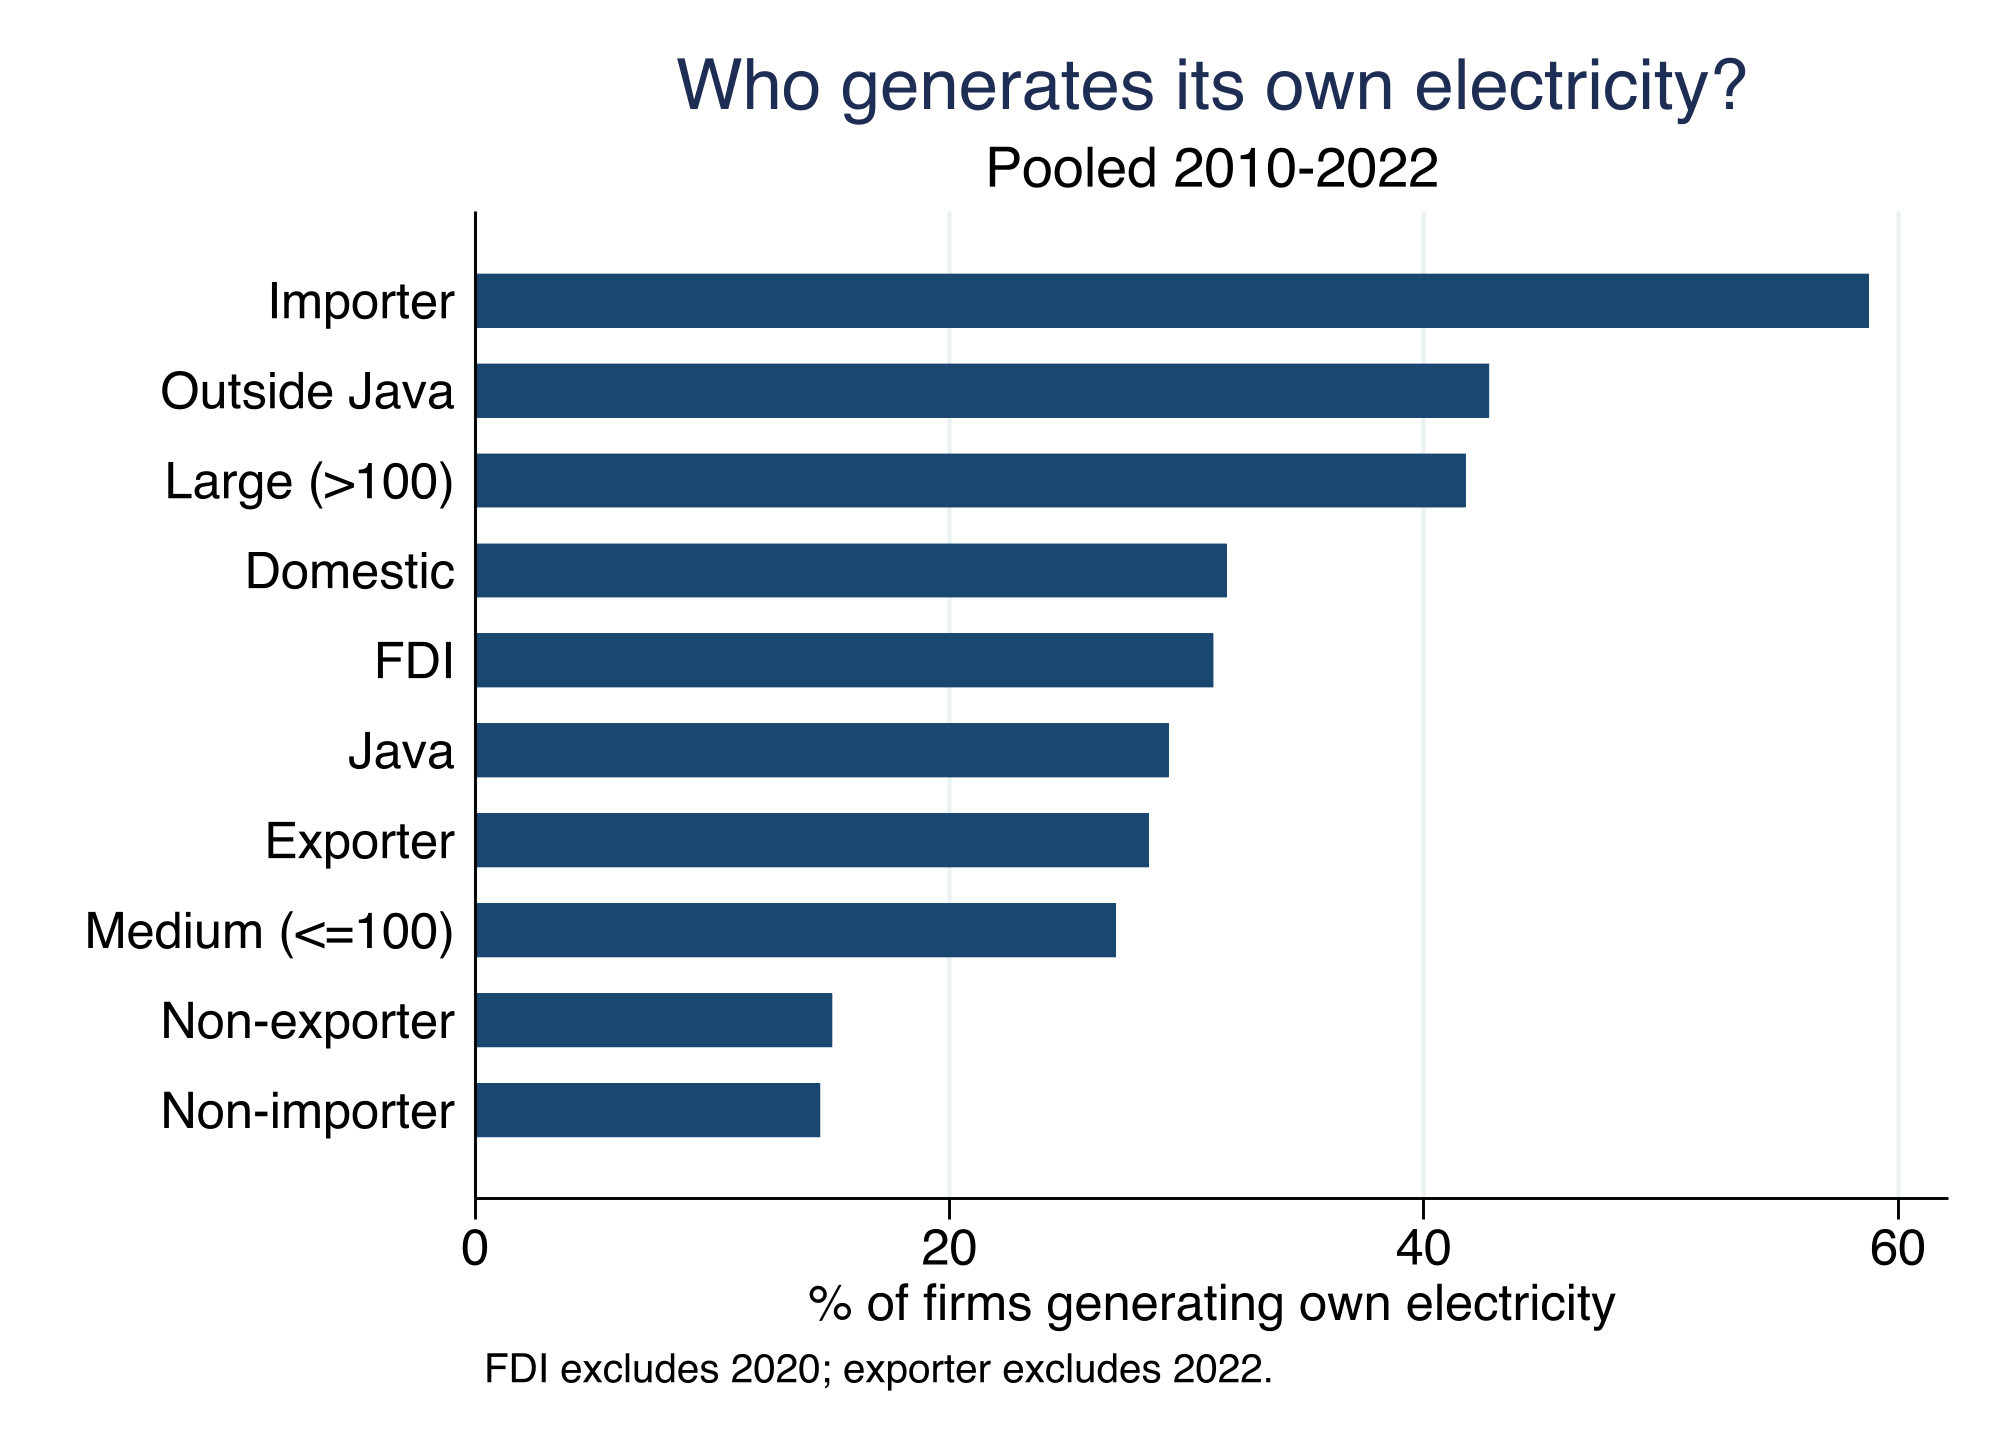 Who generates its own electricity?
Pooled 2010-2022
Importer
Outside Java
Large (>100)
Domestic
FDI
Java
Exporter
Medium (<=100)
Non-exporter
Non-importer
0 20 40 60
% of firms generating own electricity
FDI excludes 2020; exporter excludes 2022.